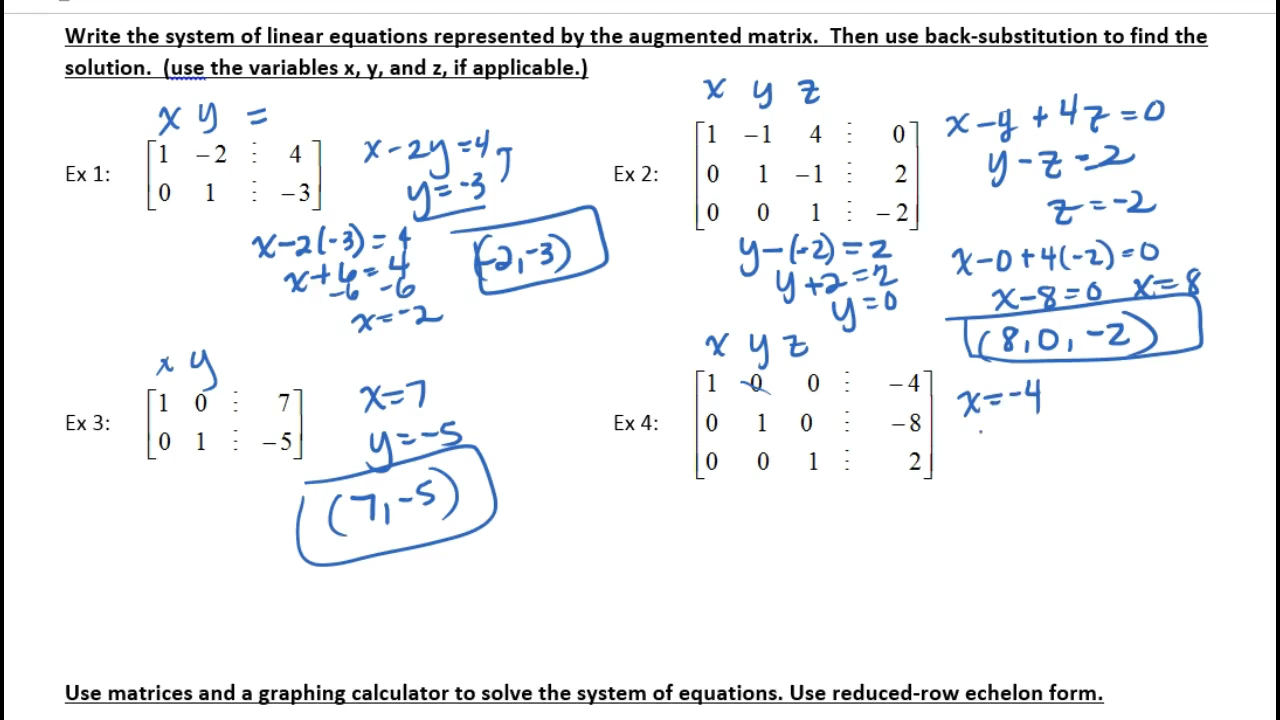 Write the system of linear equations represented by the augmented matrix. Then use back-substitution to find the
solution. (use the variables x, y, and z, if applicable.)
x y =
Ex 1:
1 -2 ⋮ 4
0 1 ⋮ -3
x - 2y = 4
y = -3
x - 2(-3) = 4
x + 6 = 4
-6 -6
x = -2
(-2, -3)
x y z
Ex 2:
1 -1 4 ⋮ 0
0 1 -1 ⋮ 2
0 0 1 ⋮ -2
x - y + 4z = 0
y - z = 2
z = -2
y - (-2) = 2
y + 2 = 2
y = 0
x - 0 + 4(-2) = 0
x - 8 = 0 x = 8
(8, 0, -2)
x y
Ex 3:
1 0 ⋮ 7
0 1 ⋮ -5
x = 7
y = -5
(7, -5)
x y z
Ex 4:
1 0 0 ⋮ -4
0 1 0 ⋮ -8
0 0 1 ⋮ 2
x = -4
Use matrices and a graphing calculator to solve the system of equations. Use reduced-row echelon form.